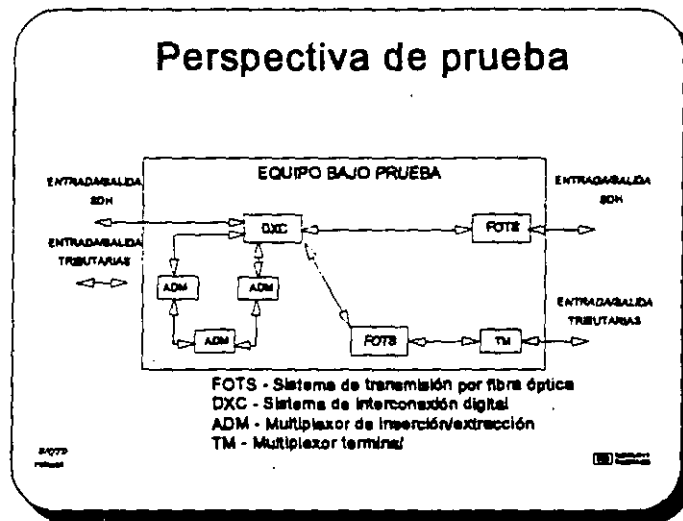 Perspectiva de prueba
EQUIPO BAJO PRUEBA
ENTRADA/SALIDA
SDH
ENTRADA/SALIDA
TRIBUTARIAS
DXC
FOTS
ENTRADA/SALIDA
SDH
ADM
ADM
ADM
FOTS
TM
ENTRADA/SALIDA
TRIBUTARIAS
FOTS - Sistema de transmisión por fibra óptica
DXC - Sistema de interconexión digital
ADM - Multiplexor de inserción/extracción
TM - Multiplexor terminal